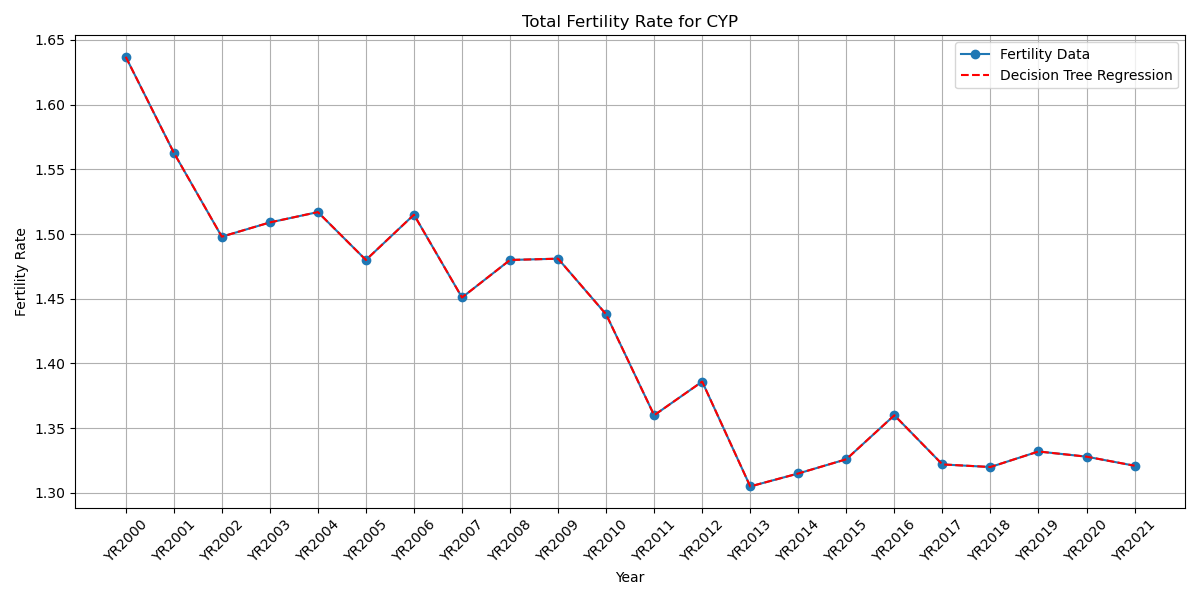 Total Fertility Rate for CYP
Fertility Data
Decision Tree Regression
Fertility Rate
1.65
1.60
1.55
1.50
1.45
1.40
1.35
1.30
YR2000
YR2001
YR2002
YR2003
YR2004
YR2005
YR2006
YR2007
YR2008
YR2009
YR2010
YR2011
YR2012
YR2013
YR2014
YR2015
YR2016
YR2017
YR2018
YR2019
YR2020
YR2021
Year